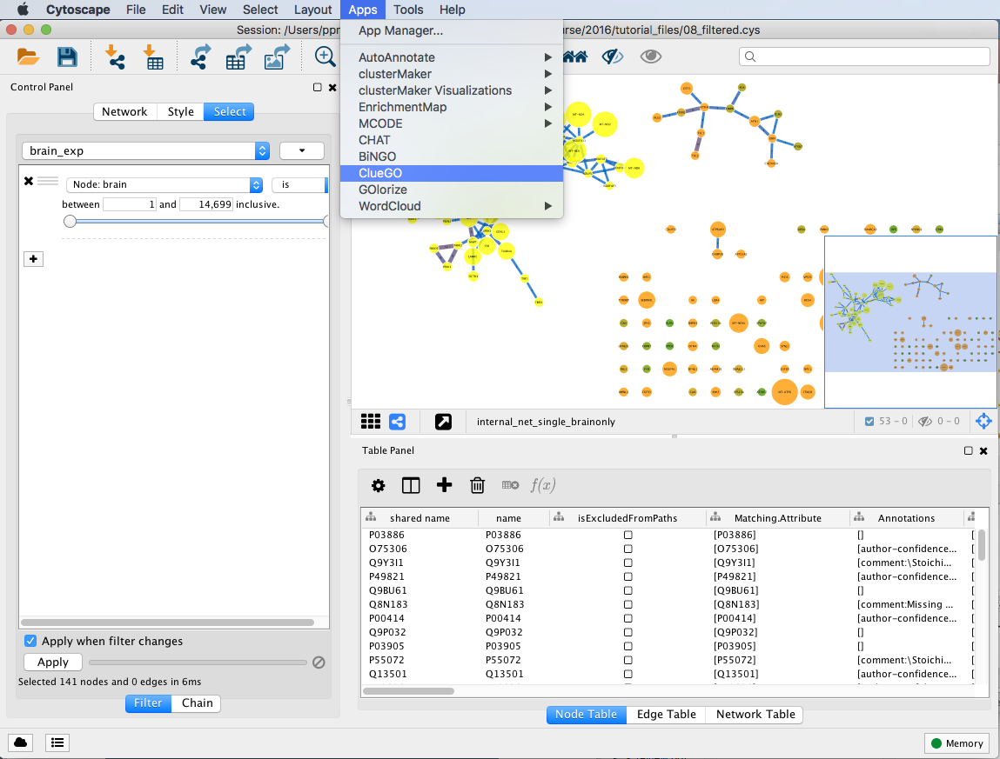 Cytoscape File Edit View Select Layout Apps Tools Help
Session: /Users/ppr
rse/2016/tutorial_files/08_filtered.cys
App Manager...
AutoAnnotate
clusterMaker
clusterMaker Visualizations
EnrichmentMap
MCODE
CHAT
BiNGO
ClueGO
GOlorize
WordCloud
Control Panel
Network Style Select
brain_exp
Node: brain is
between 1 and 14,699 inclusive.
Apply when filter changes
Apply
Selected 141 nodes and 0 edges in 6ms
Filter Chain
internal_net_single_brainonly
53 - 0 0 - 0
Table Panel
f(x)
shared name name isExcludedFromPaths Matching.Attribute Annotations
P03886 P03886 [P03886] [] [
O75306 O75306 [O75306] [author-confidence... [
Q9Y3I1 Q9Y3I1 [Q9Y3I1] [comment:\Stoichi... [
P49821 P49821 [P49821] [author-confidence... [
Q9BU61 Q9BU61 [Q9BU61] [] [
Q8N183 Q8N183 [Q8N183] [comment:Missing ... [
P00414 P00414 [P00414] [author-confidence... [
Q9P032 Q9P032 [Q9P032] [] [
P03905 P03905 [P03905] [] [
P55072 P55072 [P55072] [comment:\Stoichi... [
Q13501 Q13501 [Q13501] [author-confidence... [
Node Table Edge Table Network Table
Memory